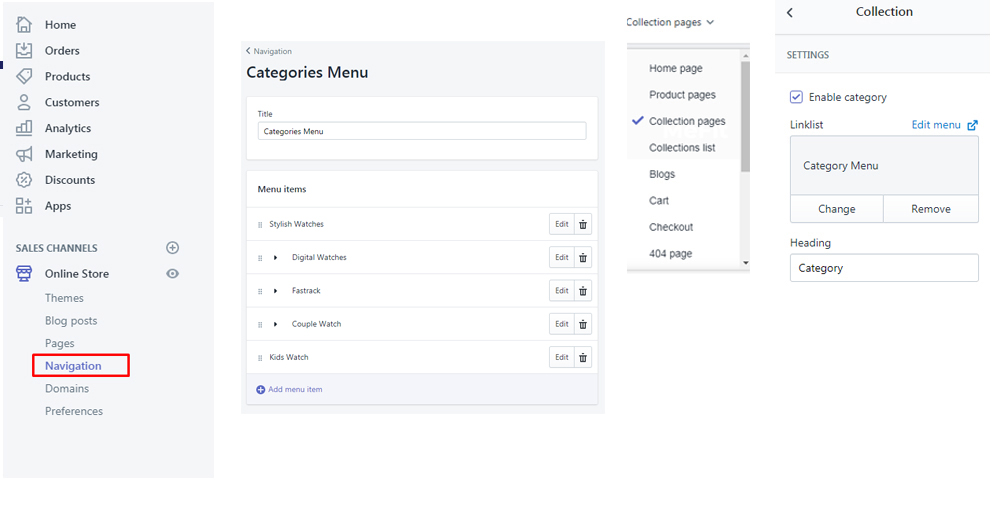 Home
Orders
Products
Customers
Analytics
Marketing
Discounts
Apps
SALES CHANNELS
Online Store
Themes
Blog posts
Pages
Navigation
Domains
Preferences
Navigation
Categories Menu
Title
Categories Menu
Menu items
Stylish Watches Edit
Digital Watches Edit
Fastrack Edit
Couple Watch Edit
Kids Watch Edit
Add menu item
Collection pages
Home page
Product pages
Collection pages
Collections list
Blogs
Cart
Checkout
404 page
Collection
SETTINGS
Enable category
Linklist Edit menu
Category Menu
Change Remove
Heading
Category